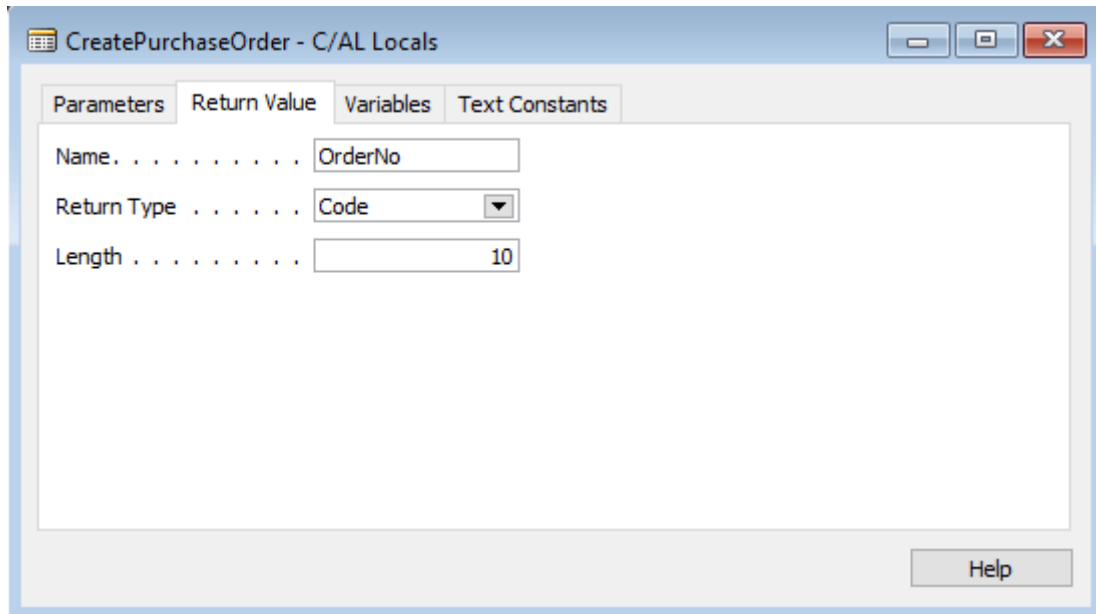 CreatePurchaseOrder - C/AL Locals
Parameters Return Value Variables Text Constants
Name. . . . . . . . . . OrderNo
Return Type . . . . . . Code
Length . . . . . . . . . 10
Help